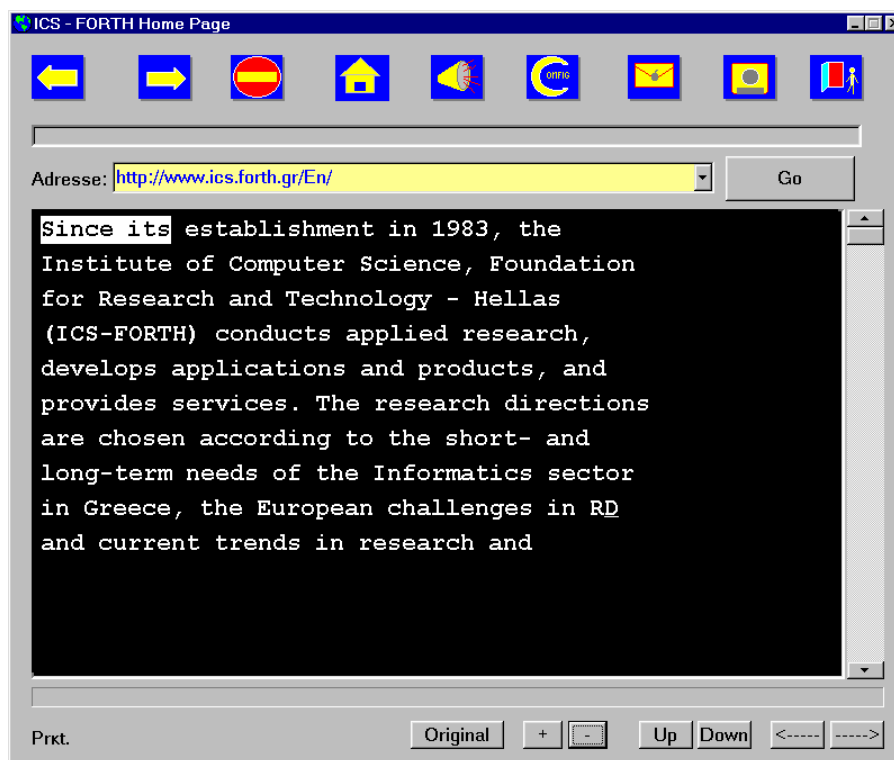 ICS - FORTH Home Page
ONFIG
Adresse: http://www.ics.forth.gr/En/ Go
Since its establishment in 1983, the
Institute of Computer Science, Foundation
for Research and Technology - Hellas
(ICS-FORTH) conducts applied research,
develops applications and products, and
provides services. The research directions
are chosen according to the short- and
long-term needs of the Informatics sector
in Greece, the European challenges in RD
and current trends in research and
Prκt. Original + - Up Down <----- ----->